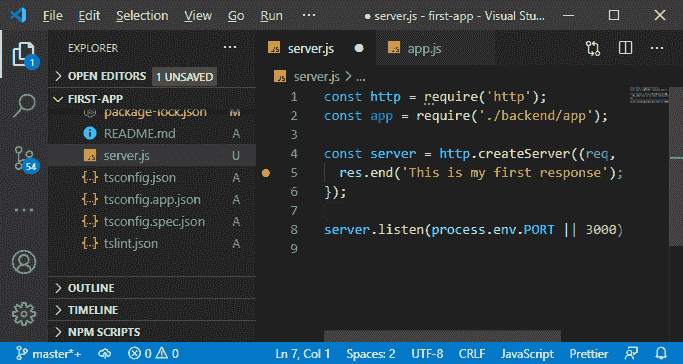 File Edit Selection View Go Run ... ● server.js - first-app - Visual Stu...
EXPLORER ...
server.js ●
app.js
1
OPEN EDITORS 1 UNSAVED
server.js > ...
FIRST-APP
package-lock.json M
README.md A
server.js U
tsconfig.json A
tsconfig.app.json A
tsconfig.spec.json A
tslint.json A
54
OUTLINE
TIMELINE
NPM SCRIPTS
1 const http = require('http');
2 const app = require('./backend/app');
3
4 const server = http.createServer((req,
5 res.end('This is my first response');
6 });
7
8 server.listen(process.env.PORT || 3000)
9
master*+ 0 0 Ln 7, Col 1 Spaces: 2 UTF-8 CRLF JavaScript Prettier